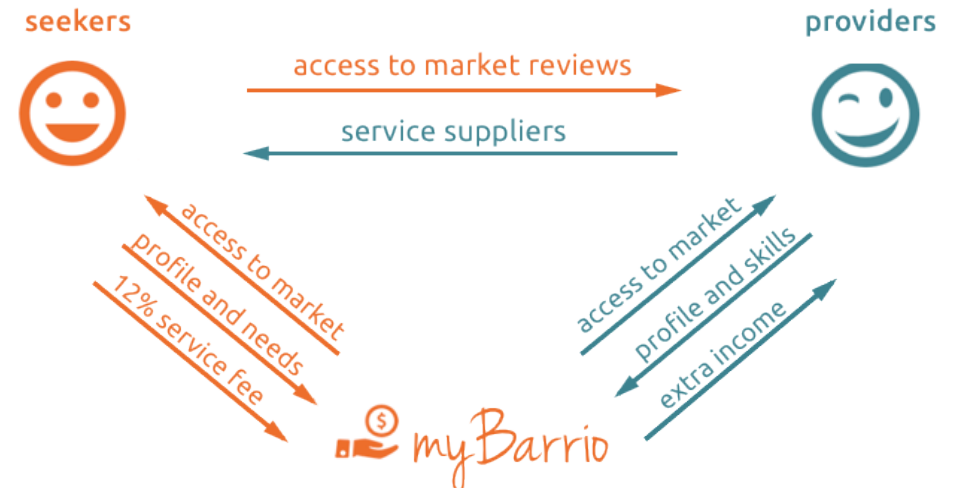 seekers
providers
access to market reviews
service suppliers
access to market
profile and needs
12% service fee
access to market
profile and skills
extra income
$
myBarrio